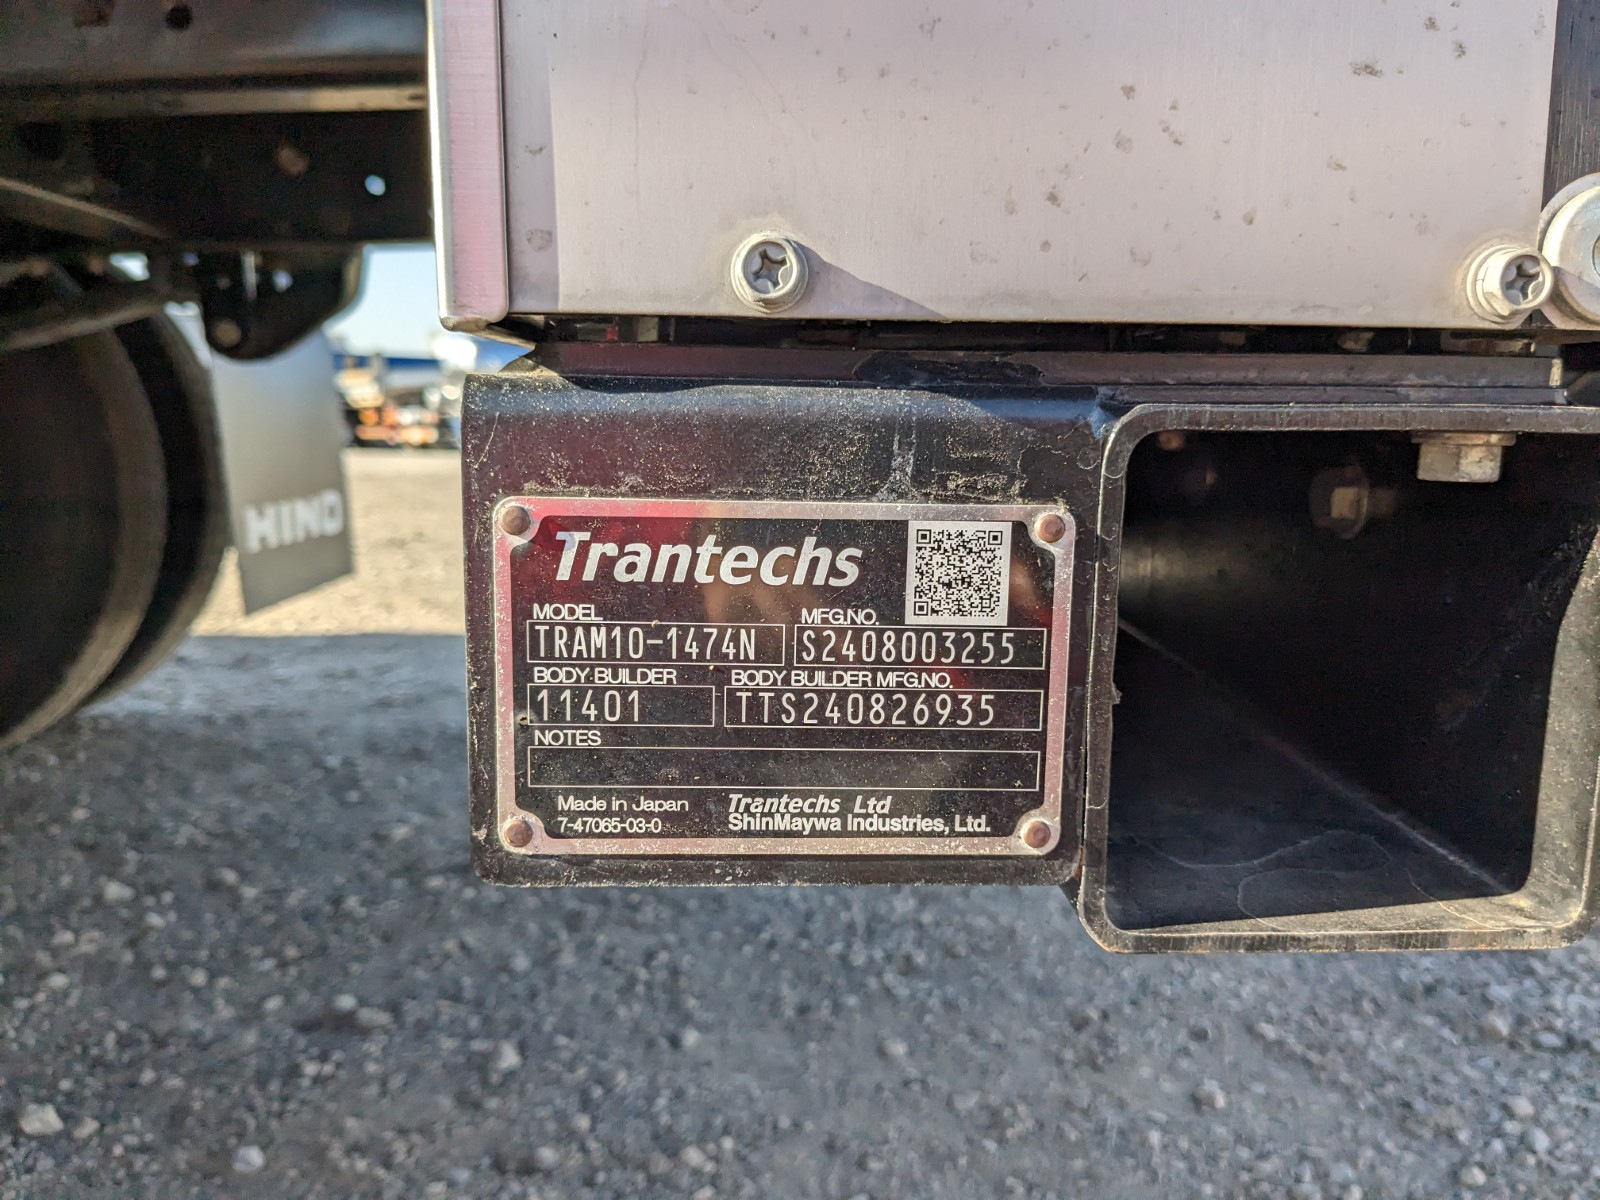 HINO
Trantechs
MODEL MFG.NO.
TRAM10-1474N S2408003255
BODY BUILDER BODY BUILDER MFG.NO.
11401 TTS240826935
NOTES
Made in Japan Trantechs Ltd
7-47065-03-0 ShinMaywa Industries, Ltd.